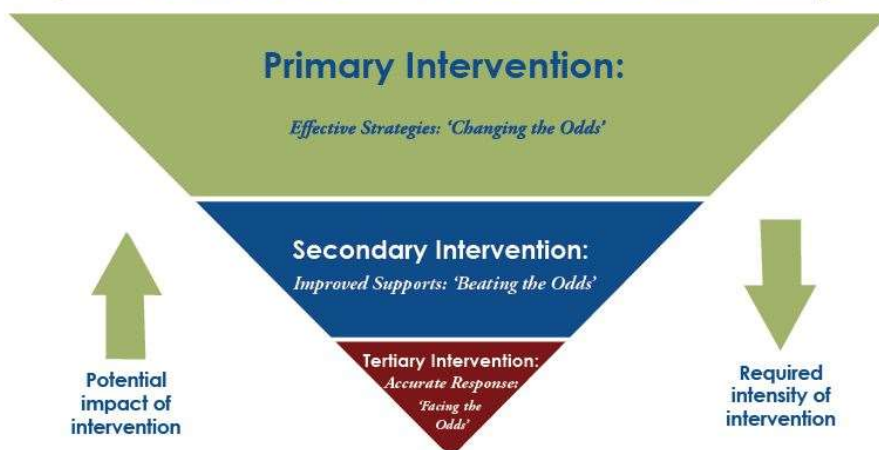 Primary Intervention:
Effective Strategies: ‘Changing the Odds’
Secondary Intervention:
Improved Supports: ‘Beating the Odds’
Tertiary Intervention:
Accurate Response:
‘Facing the
Odds’
Potential
impact of
intervention
Required
intensity of
intervention